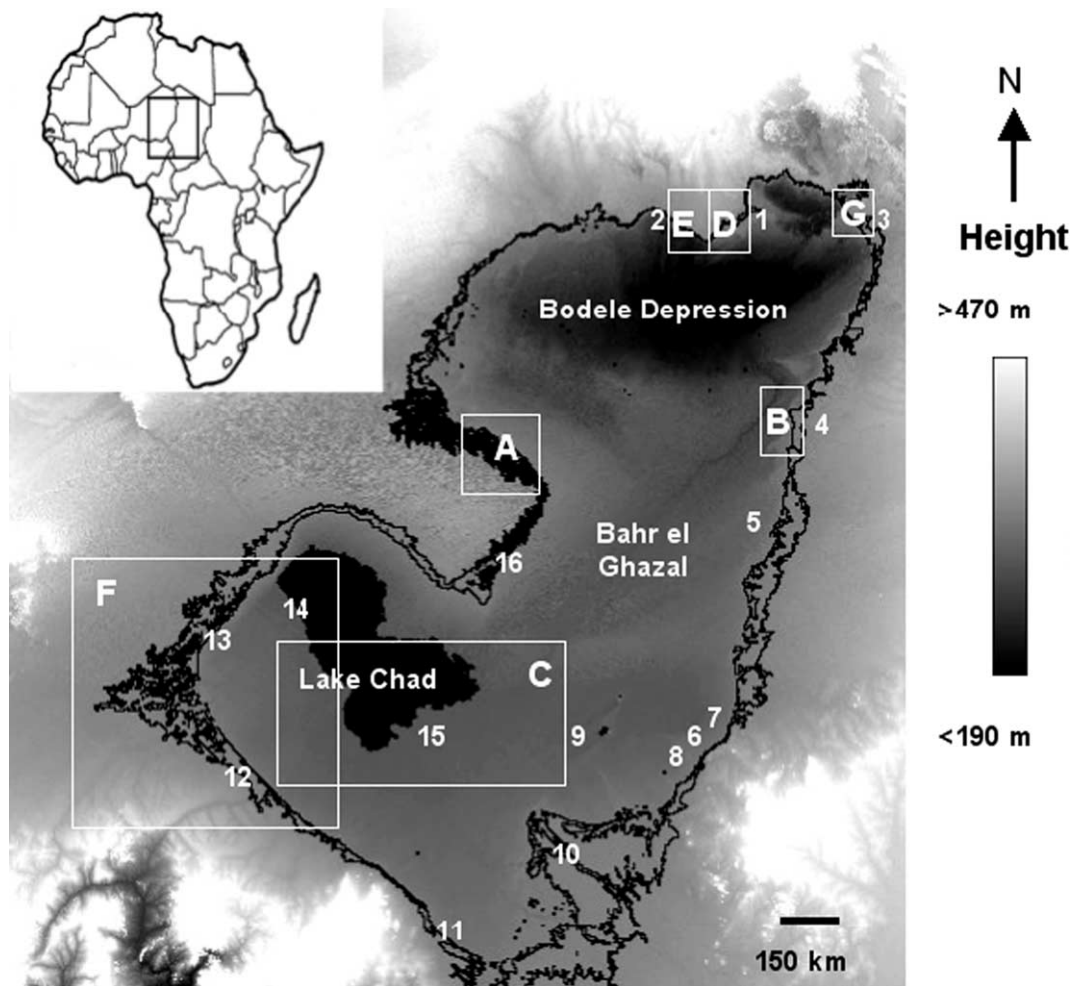 N
Height
>470 m
<190 m
2
E
D
1
G
3
Bodele Depression
A
B
4
5
Bahr el
Ghazal
16
F
14
13
Lake Chad
C
15
9
7
6
8
12
10
11
150 km